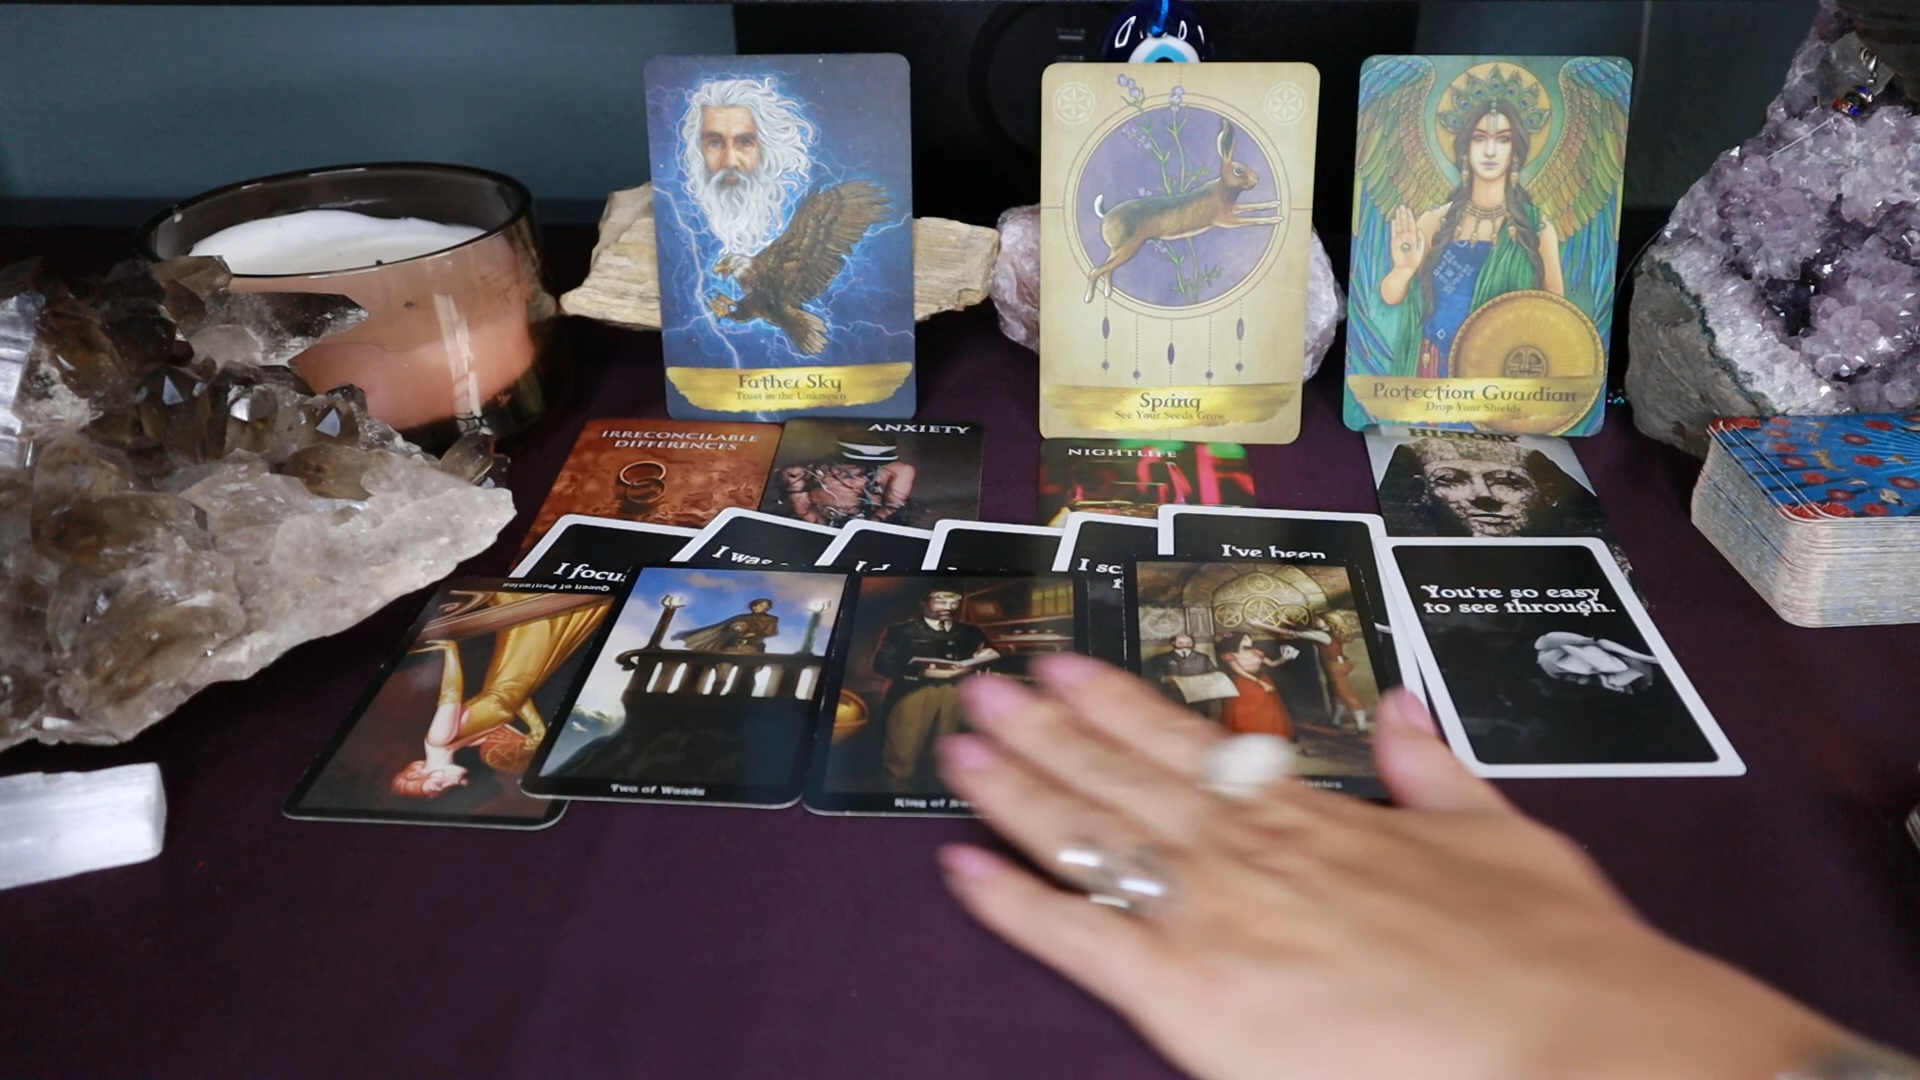 Father Sky
Trust in the Unknown
Spring
See Your Seeds Grow
Protection Guardian
Drop Your Shields
IRRECONCILABLE
DIFFERENCES
ANXIETY
NIGHTLIFE
HISTORY
I focus
I was
I
I
I've been
You're so easy
to see through.
Queen of Pentacles
Two of Wands
King of